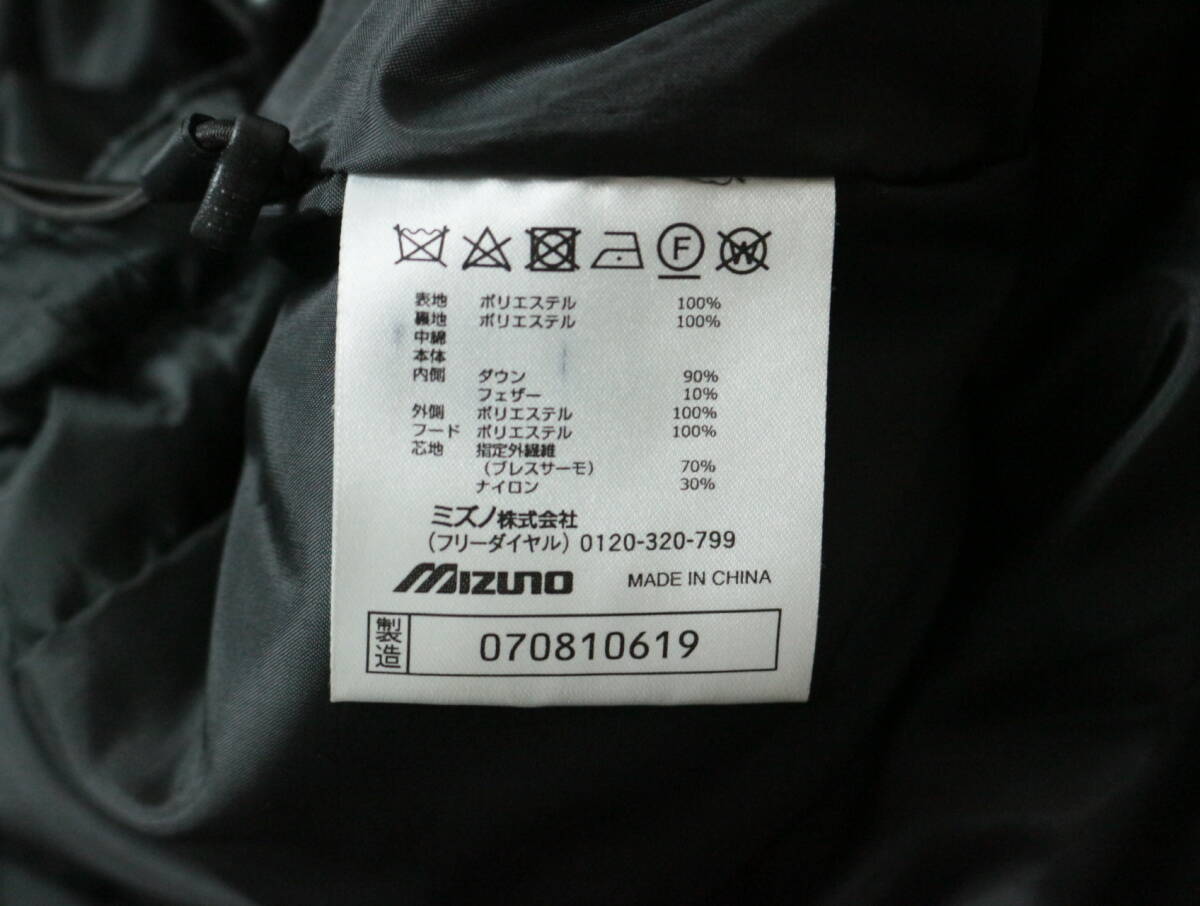 F W
表地 ポリエステル 100%
裏地 ポリエステル 100%
中綿
本体
内側 ダウン 90%
フェザー 10%
外側 ポリエステル 100%
フード ポリエステル 100%
芯地 指定外繊維
(ブレスサーモ) 70%
ナイロン 30%
ミズノ株式会社
(フリーダイヤル) 0120-320-799
MIZUNO MADE IN CHINA
製造 070810619